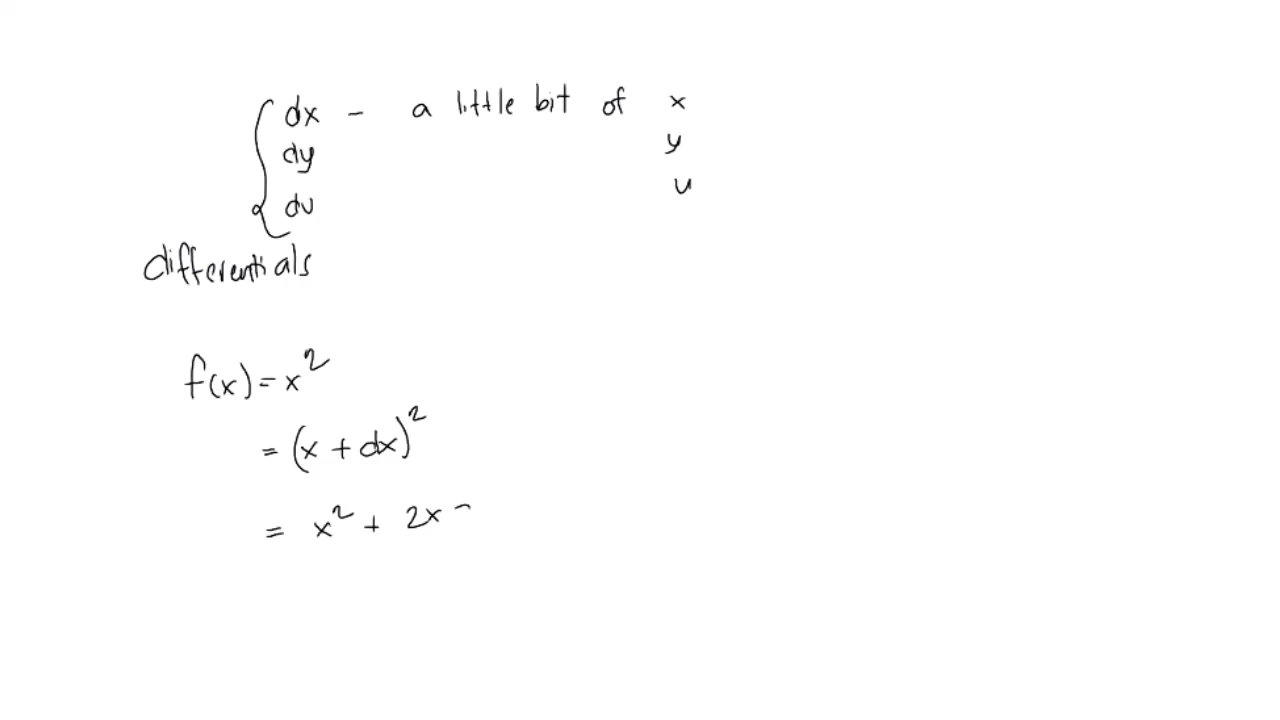 dx - a little bit of x
dy y
du u
differentials
f(x) = x²
= (x + dx)²
= x² + 2x